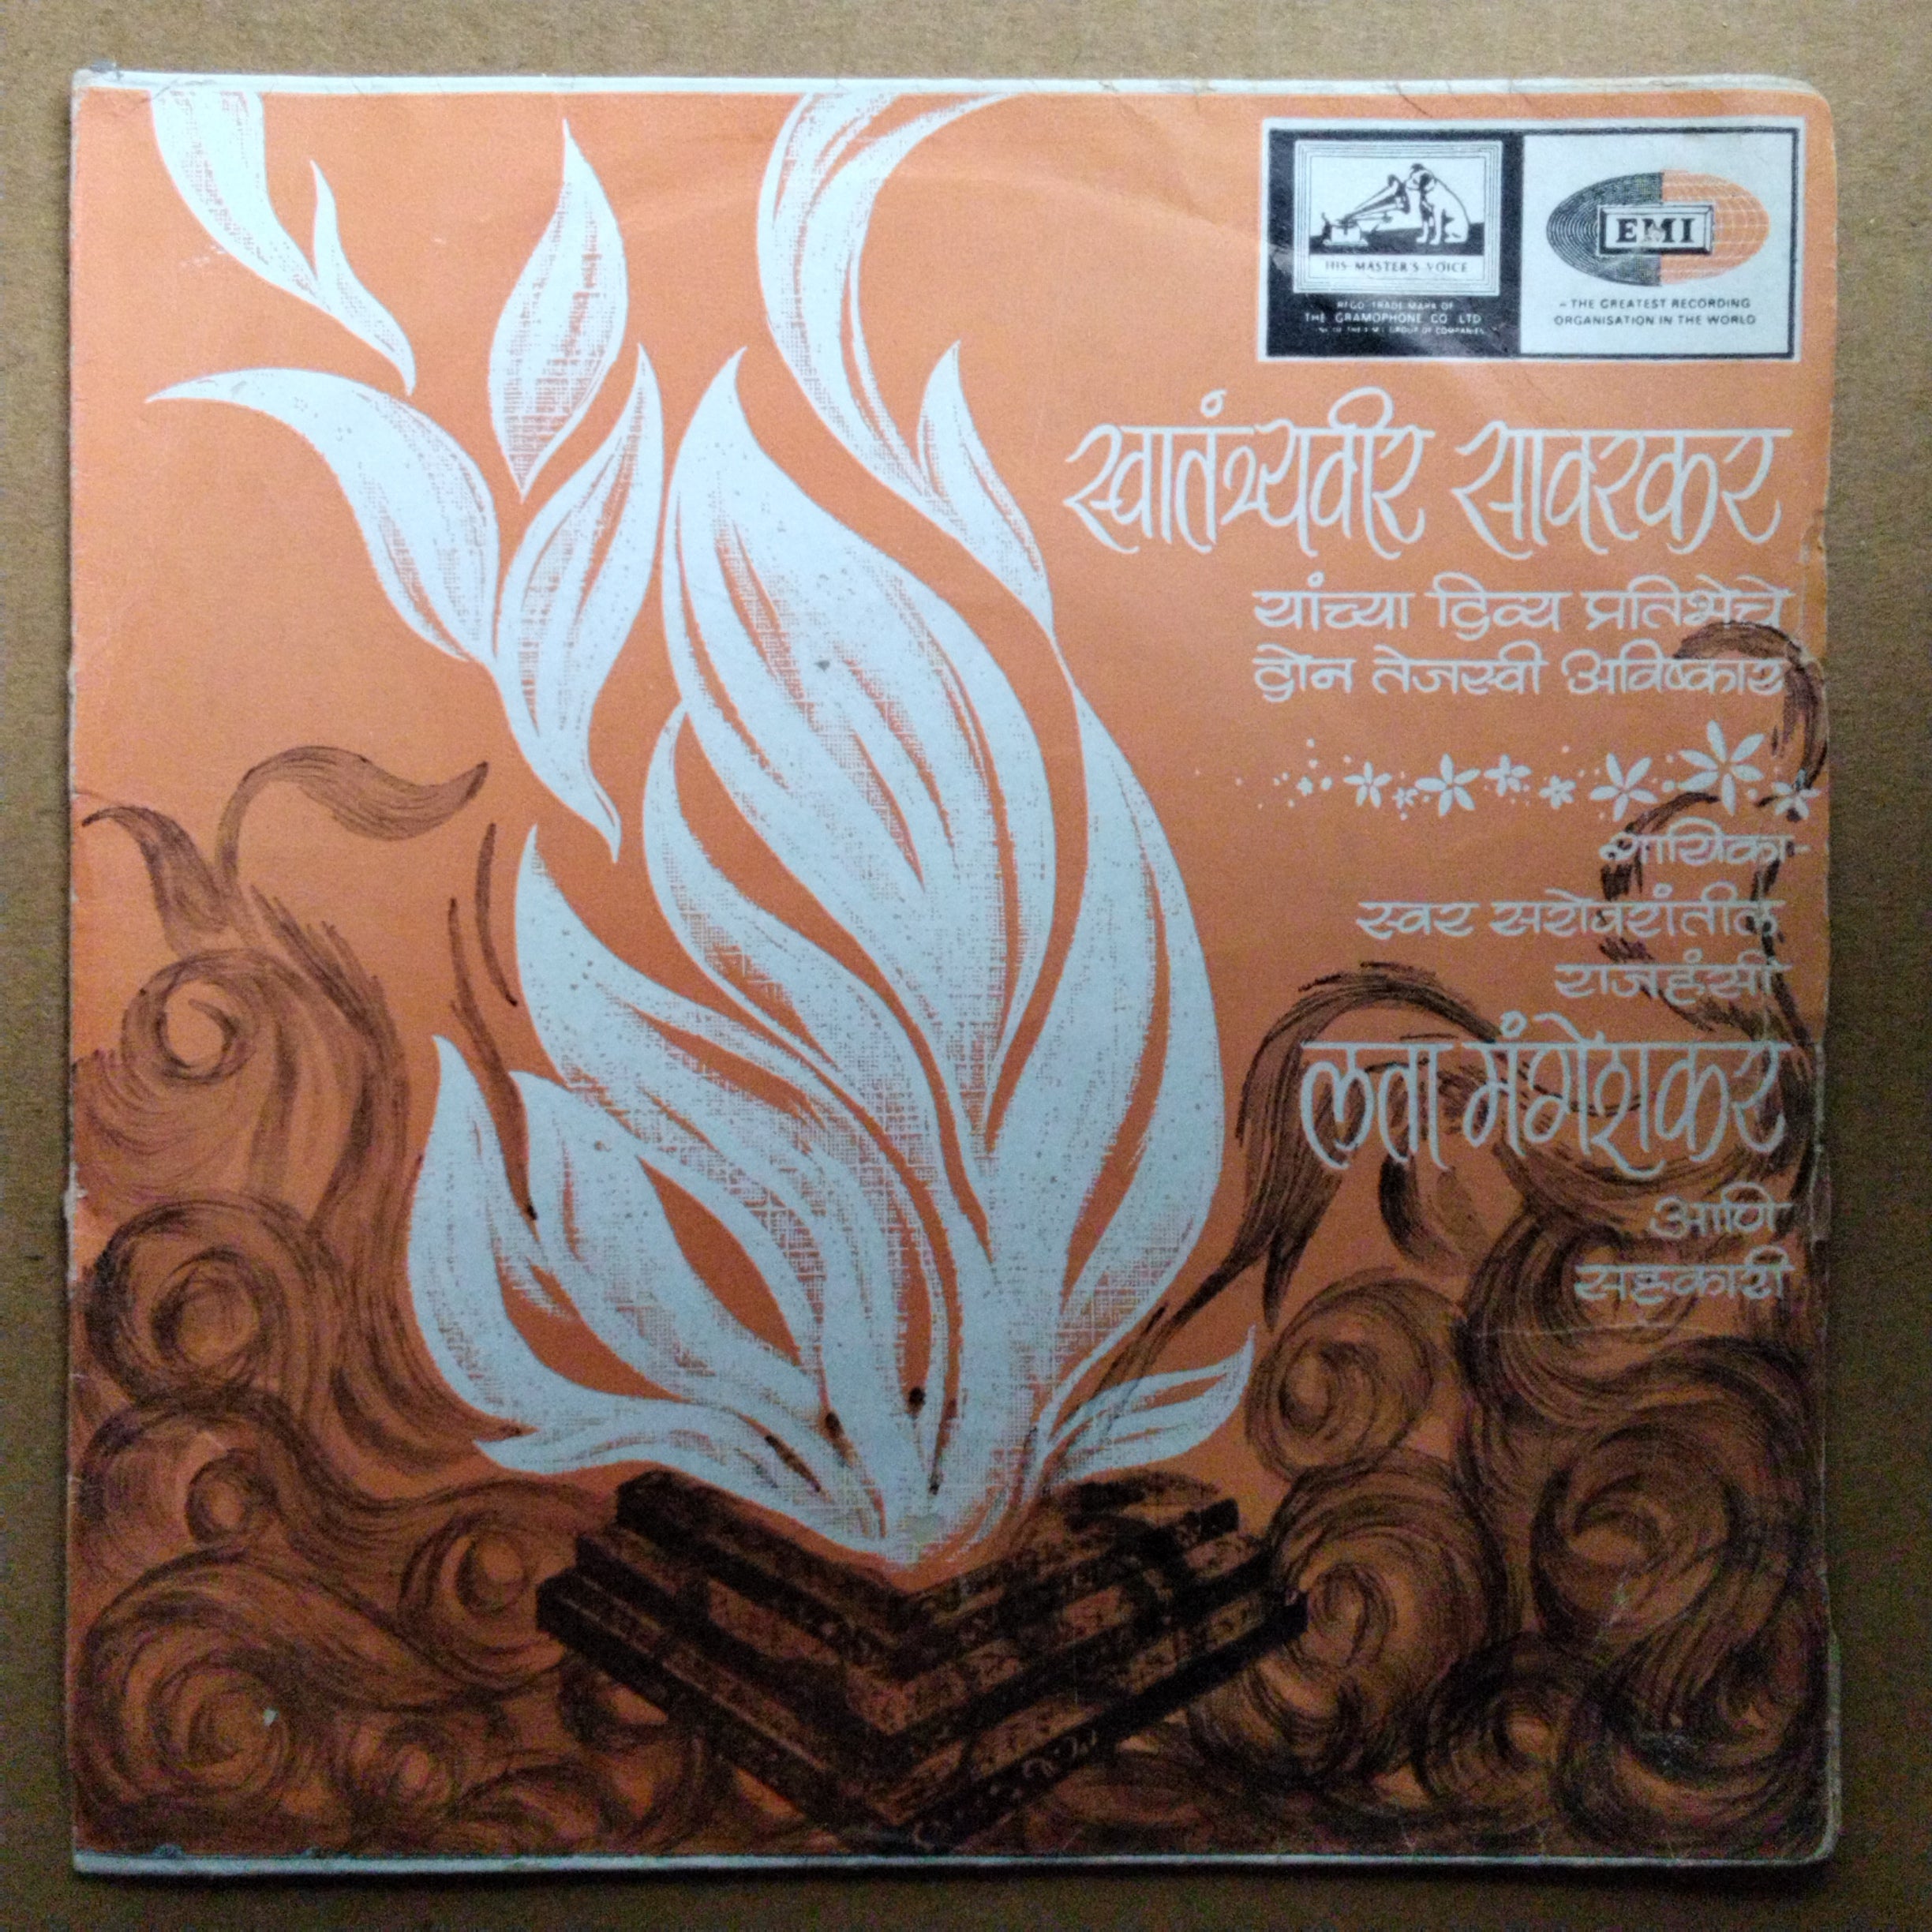 HIS MASTER'S VOICE
REGD. TRADE MARK OF
THE GRAMOPHONE CO LTD
EMI
THE GREATEST RECORDING
ORGANISATION IN THE WORLD
स्वातंत्र्यवीर सावरकर
यांच्या दिव्य प्रतिभेचे
दोन तेजस्वी अविष्कार
गायिका-
स्वर सरोवरांतील
राजहंसी
लता मंगेशकर
आणि
सहकारी